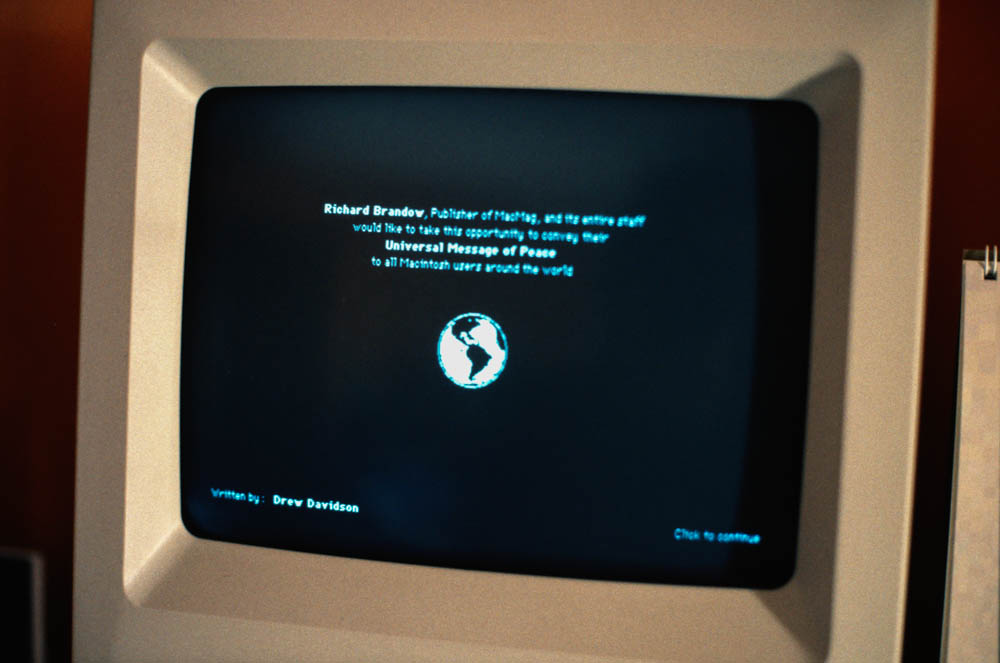 Richard Brandow, Publisher of MacMag, and its entire staff
would like to take this opportunity to convey their
Universal Message of Peace
to all Macintosh users around the world
Written by: Drew Davidson
Click to continue